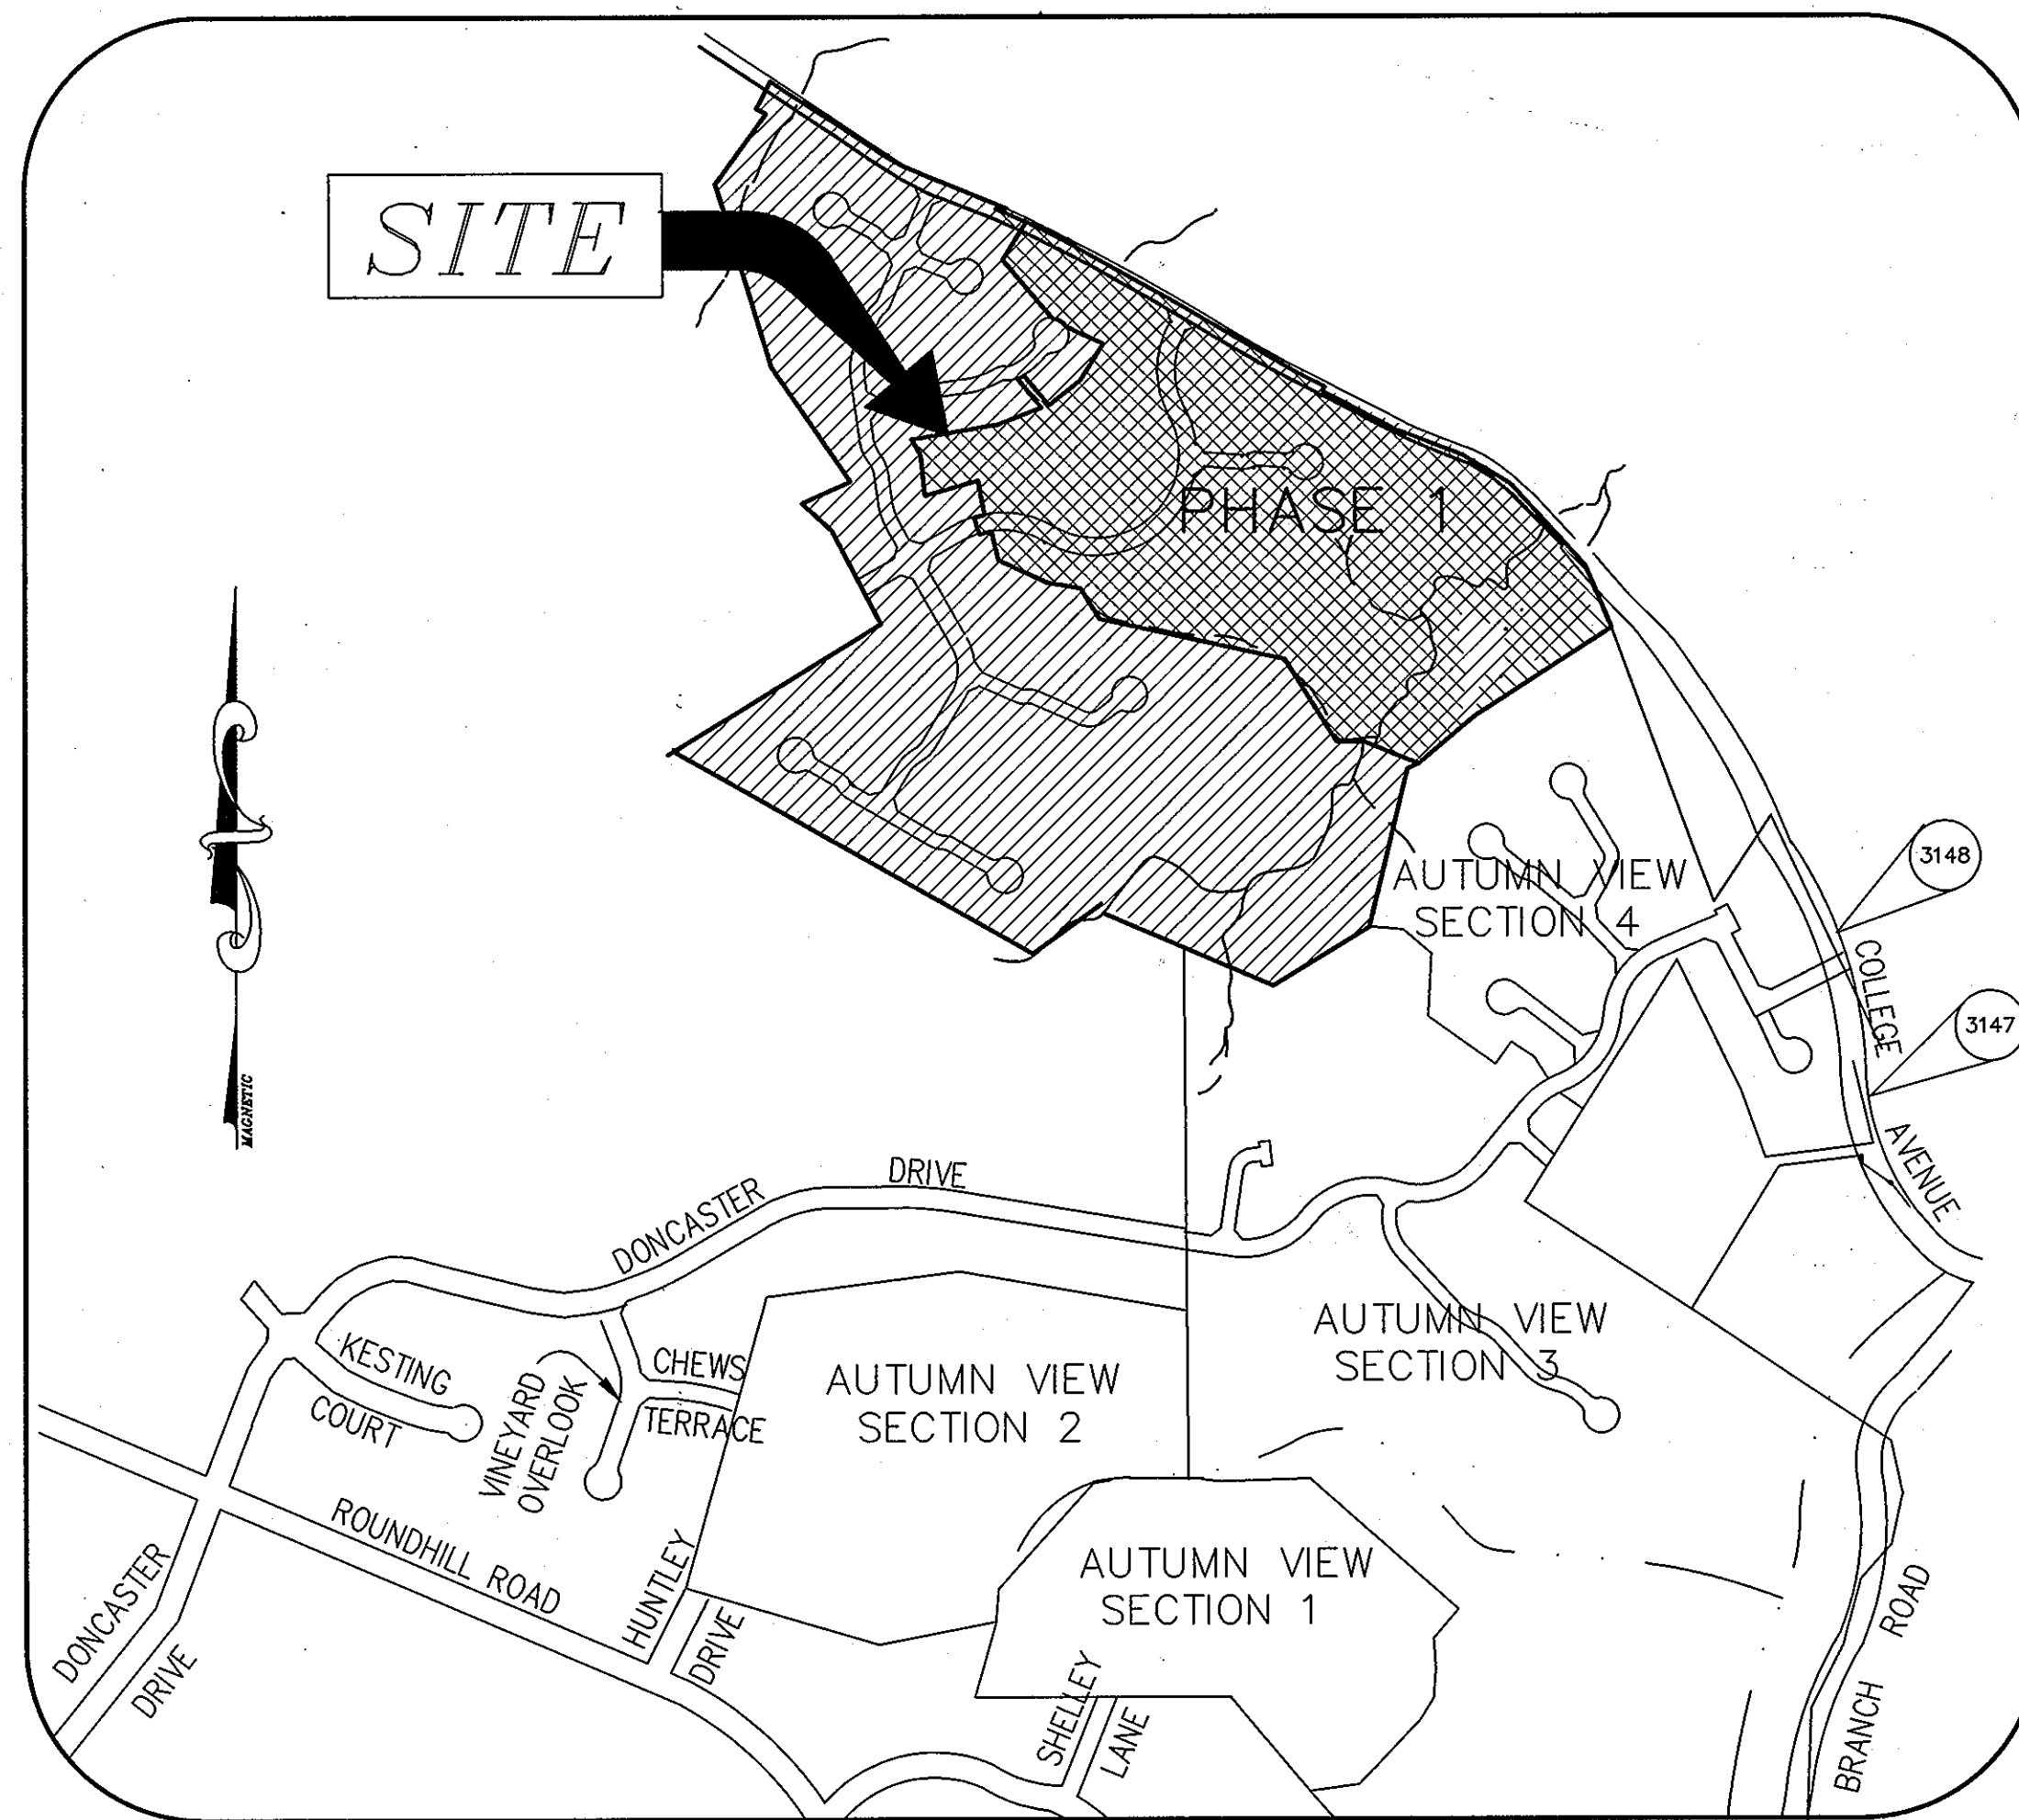 SITE
PHASE 1
3148
AUTUMN VIEW
SECTION 4
COLLEGE
3147
MAGNETIC
AVENUE
DRIVE
DONCASTER
AUTUMN VIEW
SECTION 3
KESTING
COURT
CHEWS
TERRACE
VINEYARD
OVERLOOK
AUTUMN VIEW
SECTION 2
ROUNDHILL ROAD
HUNTLEY
DRIVE
AUTUMN VIEW
SECTION 1
DONCASTER
DRIVE
SHELLEY
LANE
ROAD
BRANCH